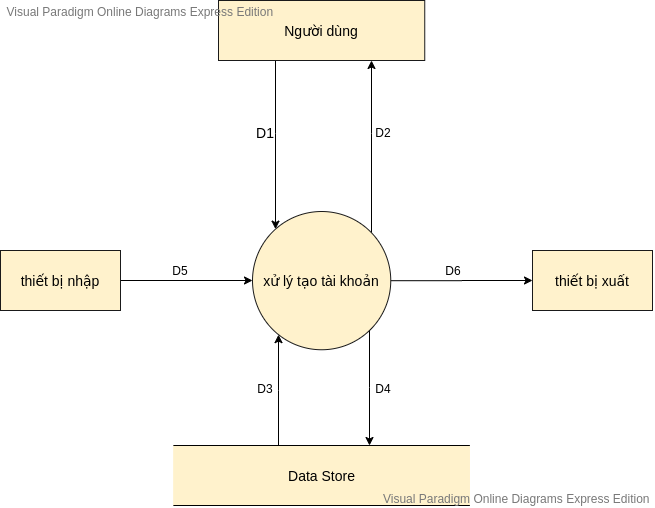 Visual Paradigm Online Diagrams Express Edition
Người dùng
D1
D2
D5
D6
thiết bị nhập
xử lý tạo tài khoản
thiết bị xuất
D3
D4
Data Store
Visual Paradigm Online Diagrams Express Edition